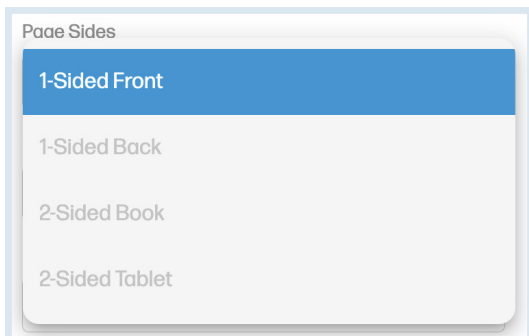 Page Sides
1-Sided Front
1-Sided Back
2-Sided Book
2-Sided Tablet